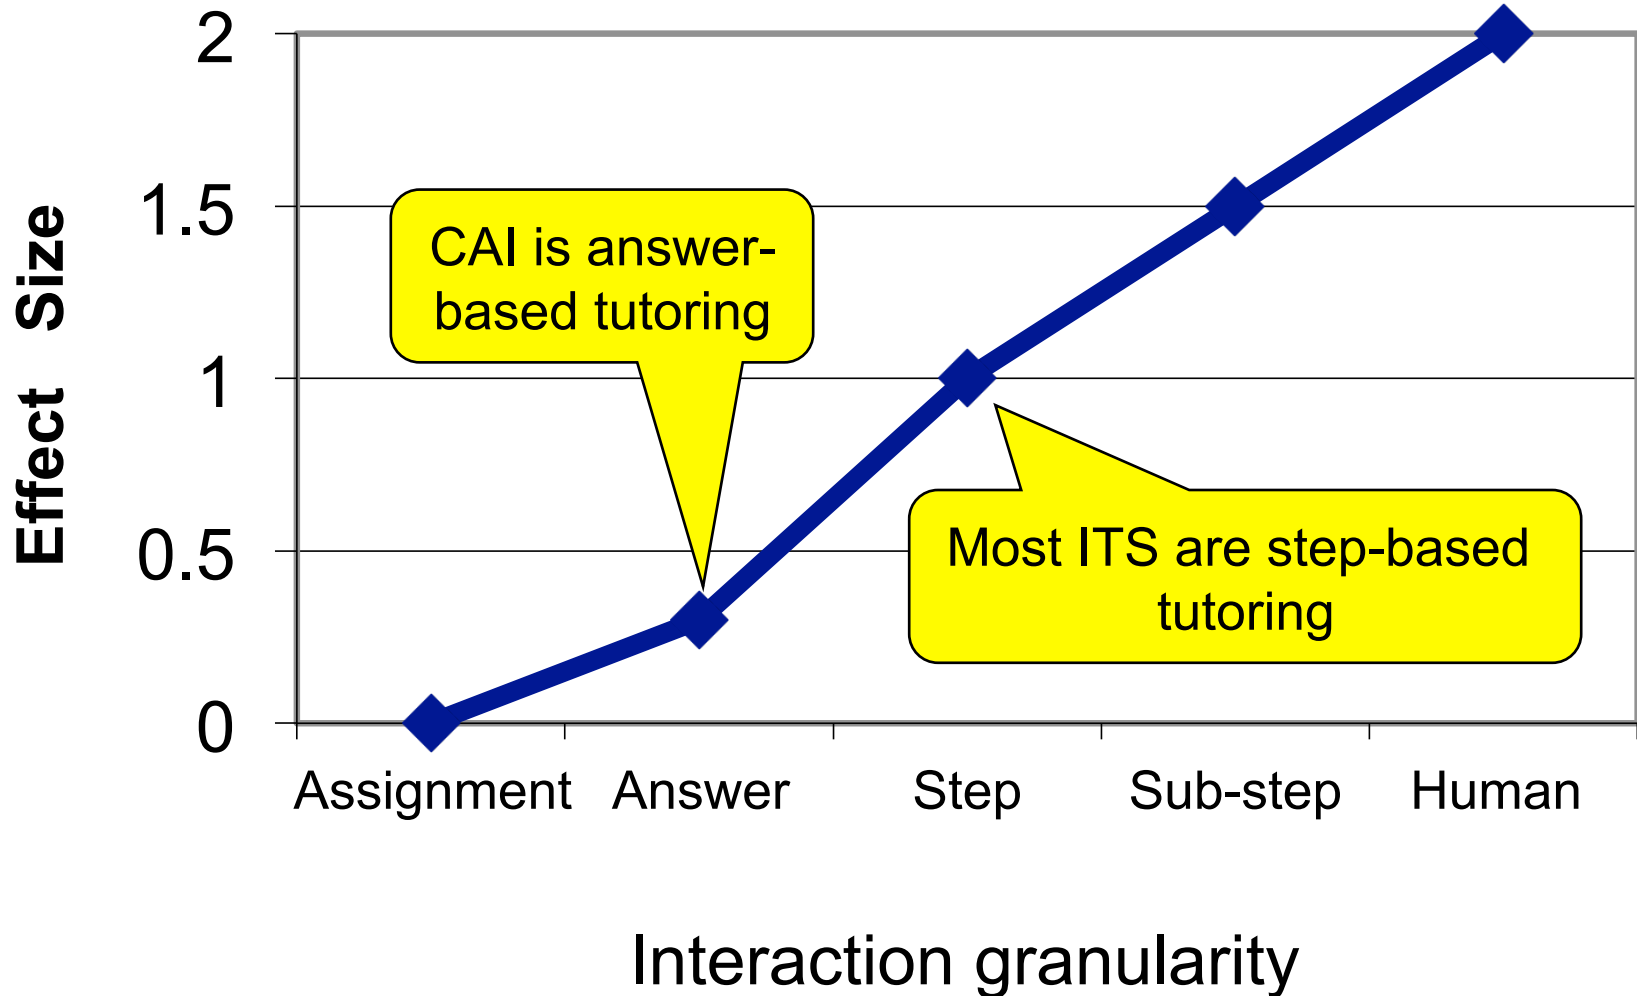 2
1.5
1
0.5
0
Effect Size
CAI is answer-
based tutoring
Most ITS are step-based
tutoring
Assignment Answer Step Sub-step Human
Interaction granularity